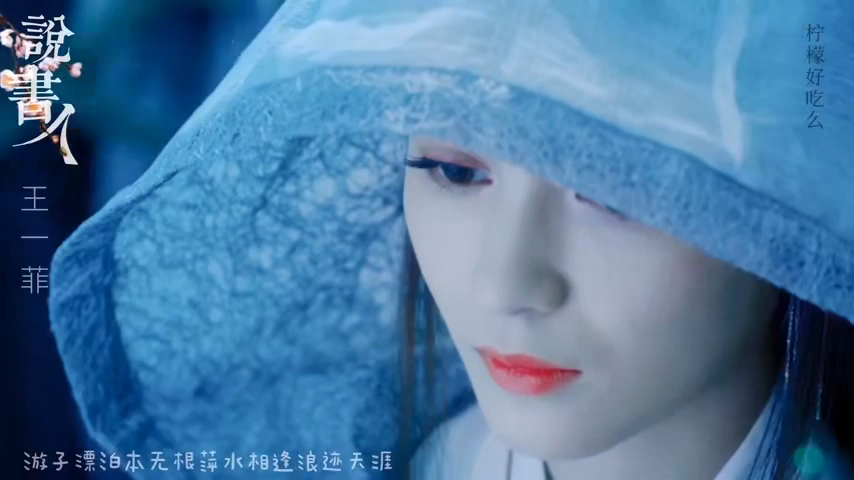 說書人
王一菲
柠檬好吃么
游子漂泊本无根萍水相逢浪迹天涯